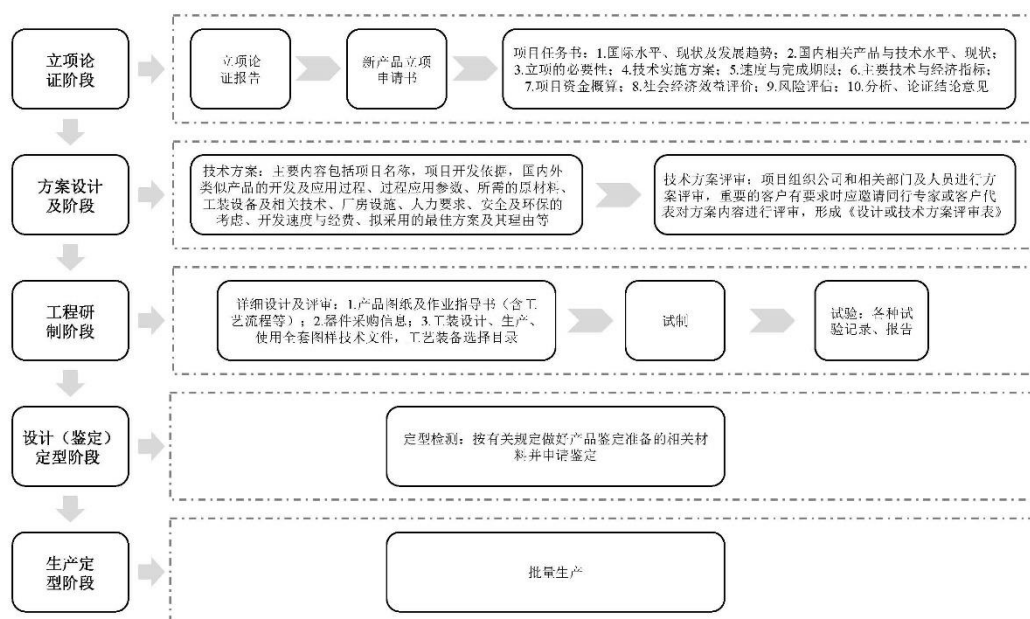 立项论
证阶段
立项论
证报告
新产品立项
申请书
项目任务书：1.国际水平、现状及发展趋势；2.国内相关产品与技术水平、现状；
3.立项的必要性；4.技术实施方案；5.速度与完成期限；6.主要技术与经济指标；
7.项目资金概算；8.社会经济效益评价；9.风险评估；10.分析、论证结论意见
方案设计
及阶段
技术方案：主要内容包括项目名称，项目开发依据，国内外
类似产品的开发及应用过程、过程应用参数、所需的原材料、
工装设备及相关技术、厂房设施、人力要求、安全及环保的
考虑、开发速度与经费、拟采用的最佳方案及其理由等
技术方案评审：项目组织公司和相关部门及人员进行方
案评审，重要的客户有要求时应邀请同行专家或客户代
表对方案内容进行评审，形成《设计或技术方案评审表》
工程研
制阶段
详细设计及评审：1.产品图纸及作业指导书（含工
艺流程等）；2.器件采购信息；3.工装设计、生产、
使用全套图样技术文件，工艺装备选择目录
试制
试验：各种试
验记录、报告
设计（鉴定）
定型阶段
定型检测：按有关规定做好产品鉴定准备的相关材
料并申请鉴定
生产定
型阶段
批量生产